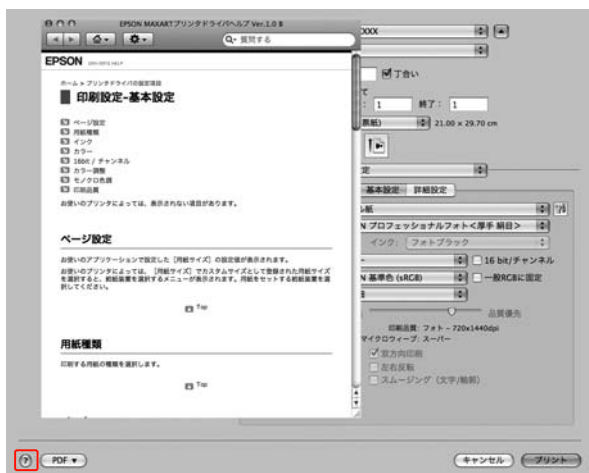 EPSON MAXARTプリンタドライバヘルプ Ver.1.0 B
質問する
EPSON
ホーム > プリンタドライバの設定項目
印刷設定-基本設定
ページ設定
用紙種類
インク
カラー
16bit / チャンネル
カラー調整
モノクロ色調
印刷品質
お使いのプリンタによっては、表示されない項目があります。
ページ設定
お使いのアプリケーションで設定した［用紙サイズ］の設定値が表示されます。
お使いのプリンタによっては、［用紙サイズ］でカスタムサイズとして登録された用紙サイズ
を選択すると、給紙装置を選択するメニューが表示されます。用紙をセットする給紙装置を選
択してください。
Top
用紙種類
印刷する用紙の種類を選択します。
Top
XXX
丁合い
て
: 1 終了: 1
21.00 x 29.70 cm
定
基本設定 詳細設定
ル紙
N プロフェッショナルフォト<厚手 絹目>
インク: フォトブラック
16 bit/チャンネル
N 基準色 (sRGB) 一般RGBに固定
品質優先
印刷品質: フォト - 720x1440dpi
マイクロウィーブ: スーパー
双方向印刷
左右反転
スムージング (文字/輪郭)
? PDF キャンセル プリント